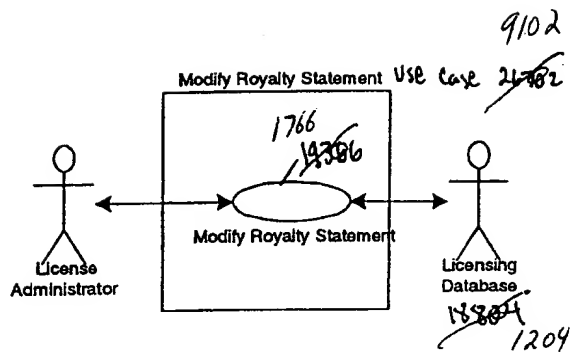 9102
Modify Royalty Statement Use Case
1766
Modify Royalty Statement
License
Administrator
Licensing
Database
1204